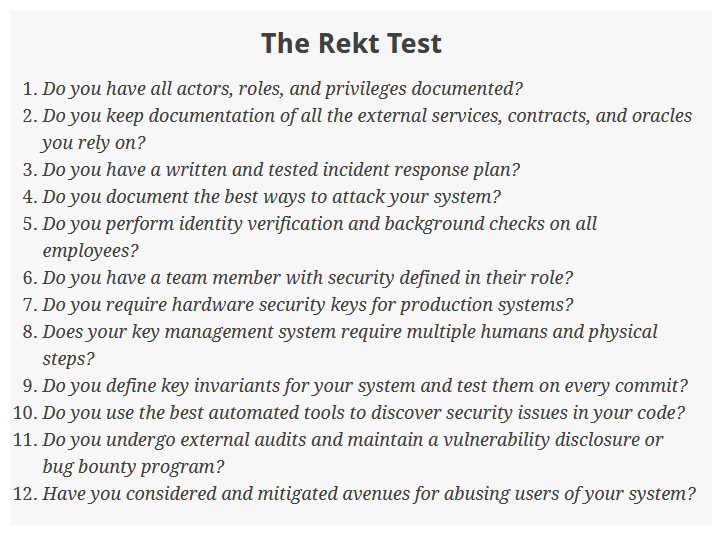 The Rekt Test
1. Do you have all actors, roles, and privileges documented?
2. Do you keep documentation of all the external services, contracts, and oracles
you rely on?
3. Do you have a written and tested incident response plan?
4. Do you document the best ways to attack your system?
5. Do you perform identity verification and background checks on all
employees?
6. Do you have a team member with security defined in their role?
7. Do you require hardware security keys for production systems?
8. Does your key management system require multiple humans and physical
steps?
9. Do you define key invariants for your system and test them on every commit?
10. Do you use the best automated tools to discover security issues in your code?
11. Do you undergo external audits and maintain a vulnerability disclosure or
bug bounty program?
12. Have you considered and mitigated avenues for abusing users of your system?